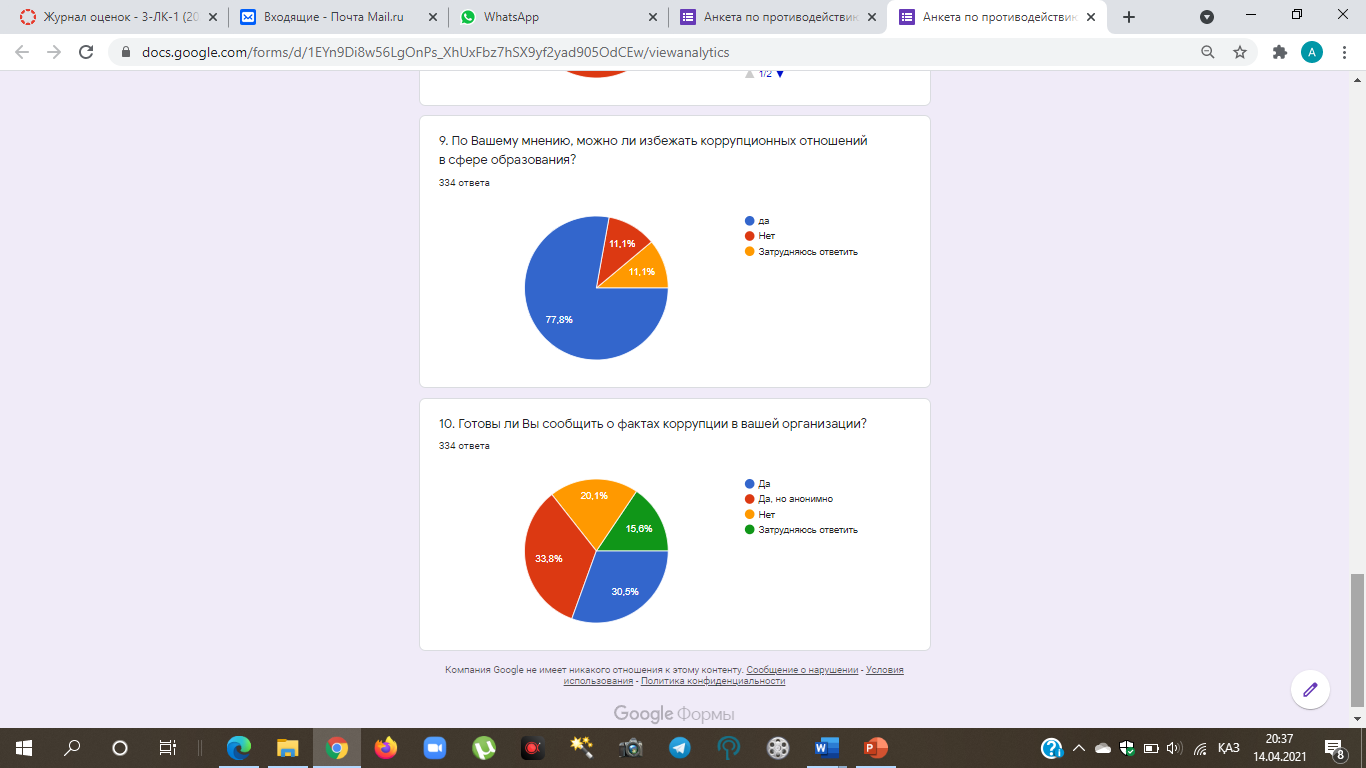 Журнал оценок - 3-ЛК-1 (20
Входящие - Почта Mail.ru
WhatsApp
Анкета по противодействию
Анкета по противодействию
docs.google.com/forms/d/1EYn9Di8w56LgOnPs_XhUxFbz7hSX9yf2yad905OdCEw/viewanalytics
A
1/2
9. По Вашему мнению, можно ли избежать коррупционных отношений
в сфере образования?
334 ответа
да
Нет
Затрудняюсь ответить
11,1%
11,1%
77,8%
10. Готовы ли Вы сообщить о фактах коррупции в вашей организации?
334 ответа
Да
Да, но анонимно
Нет
Затрудняюсь ответить
20,1%
15,6%
33,8%
30,5%
Компания Google не имеет никакого отношения к этому контенту. Сообщение о нарушении - Условия
использования - Политика конфиденциальности
Google Формы
ҚАЗ
20:37
14.04.2021
8